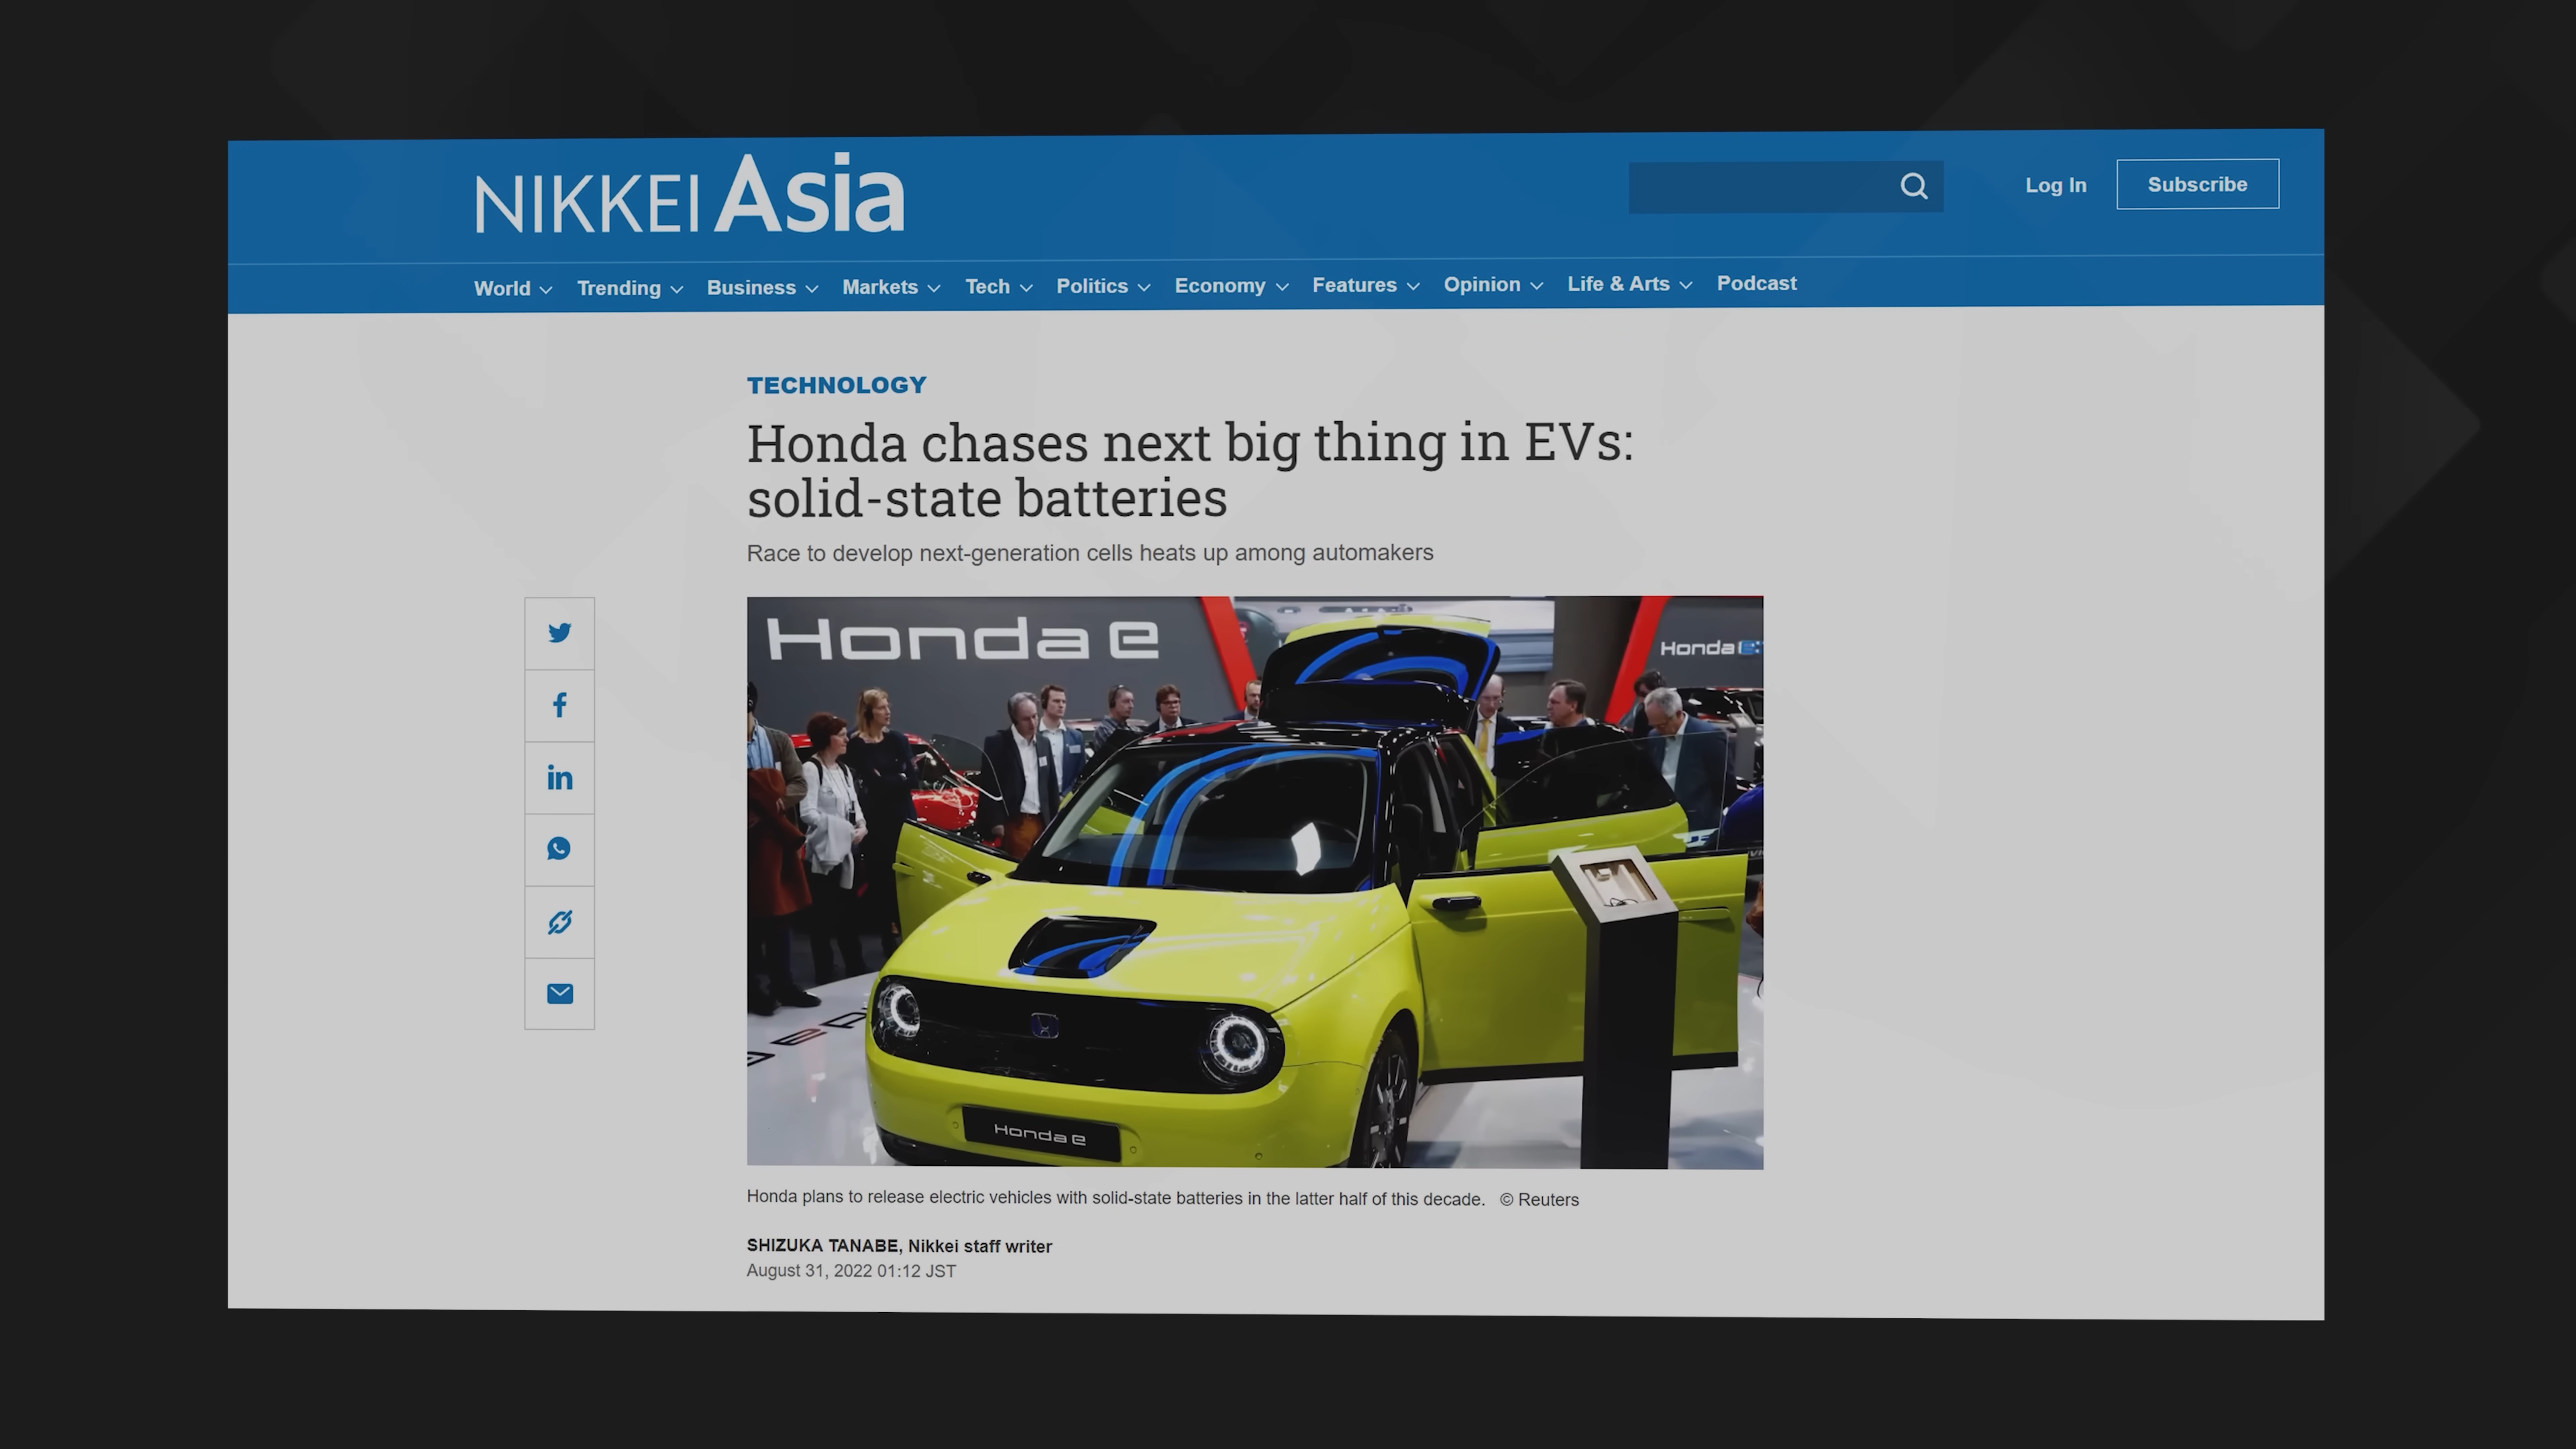 NIKKEI Asia
Log In
Subscribe
World
Trending
Business
Markets
Tech
Politics
Economy
Features
Opinion
Life & Arts
Podcast
TECHNOLOGY
Honda chases next big thing in EVs:
solid-state batteries
Race to develop next-generation cells heats up among automakers
Honda e
Honda
Honda e
Honda plans to release electric vehicles with solid-state batteries in the latter half of this decade. © Reuters
SHIZUKA TANABE, Nikkei staff writer
August 31, 2022 01:12 JST